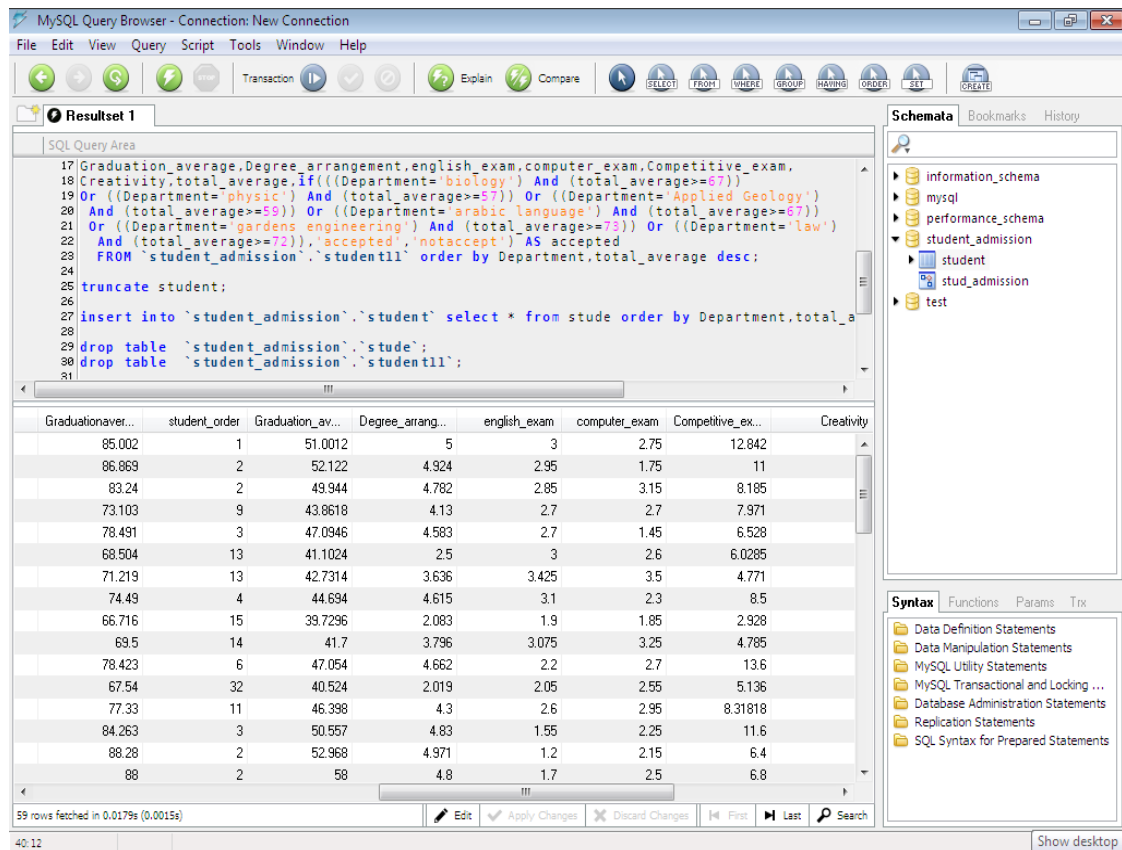 MySQL Query Browser - Connection: New Connection
File Edit View Query Script Tools Window Help
STOP Transaction Explain Compare SELECT FROM WHERE GROUP HAVING ORDER SET CREATE
Resultset 1
SQL Query Area
17 Graduation_average,Degree_arrangement,english_exam,computer_exam,Competitive_exam,
18 Creativity,total_average,if(((Department='biology') And (total_average>=67))
19 Or ((Department='physic') And (total_average>=57)) Or ((Department='Applied Geology')
20 And (total_average>=59)) Or ((Department='arabic language') And (total_average>=67))
21 Or ((Department='gardens engineering') And (total_average>=73)) Or ((Department='law')
22 And (total_average>=72)),'accepted','notaccept') AS accepted
23 FROM `student_admission`.`student11` order by Department,total_average desc;
24
25 truncate student;
26
27 insert into `student_admission`.`student` select * from stude order by Department,total_a
28
29 drop table `student_admission`.`stude`;
30 drop table `student_admission`.`student11`;
31
Graduationaver... student_order Graduation_av... Degree_arrang... english_exam computer_exam Competitive_ex... Creativity
85.002 1 51.0012 5 3 2.75 12.842
86.869 2 52.122 4.924 2.95 1.75 11
83.24 2 49.944 4.782 2.85 3.15 8.185
73.103 9 43.8618 4.13 2.7 2.7 7.971
78.491 3 47.0946 4.583 2.7 1.45 6.528
68.504 13 41.1024 2.5 3 2.6 6.0285
71.219 13 42.7314 3.636 3.425 3.5 4.771
74.49 4 44.694 4.615 3.1 2.3 8.5
66.716 15 39.7296 2.083 1.9 1.85 2.928
69.5 14 41.7 3.796 3.075 3.25 4.785
78.423 6 47.054 4.662 2.2 2.7 13.6
67.54 32 40.524 2.019 2.05 2.55 5.136
77.33 11 46.398 4.3 2.6 2.95 8.31818
84.263 3 50.557 4.83 1.55 2.25 11.6
88.28 2 52.968 4.971 1.2 2.15 6.4
88 2 58 4.8 1.7 2.5 6.8
59 rows fetched in 0.0179s (0.0015s) Edit Apply Changes Discard Changes First Last Search
Schemata Bookmarks History
information_schema
mysql
performance_schema
student_admission
student
stud_admission
test
Syntax Functions Params Trx
Data Definition Statements
Data Manipulation Statements
MySQL Utility Statements
MySQL Transactional and Locking ...
Database Administration Statements
Replication Statements
SQL Syntax for Prepared Statements
40:12
Show desktop